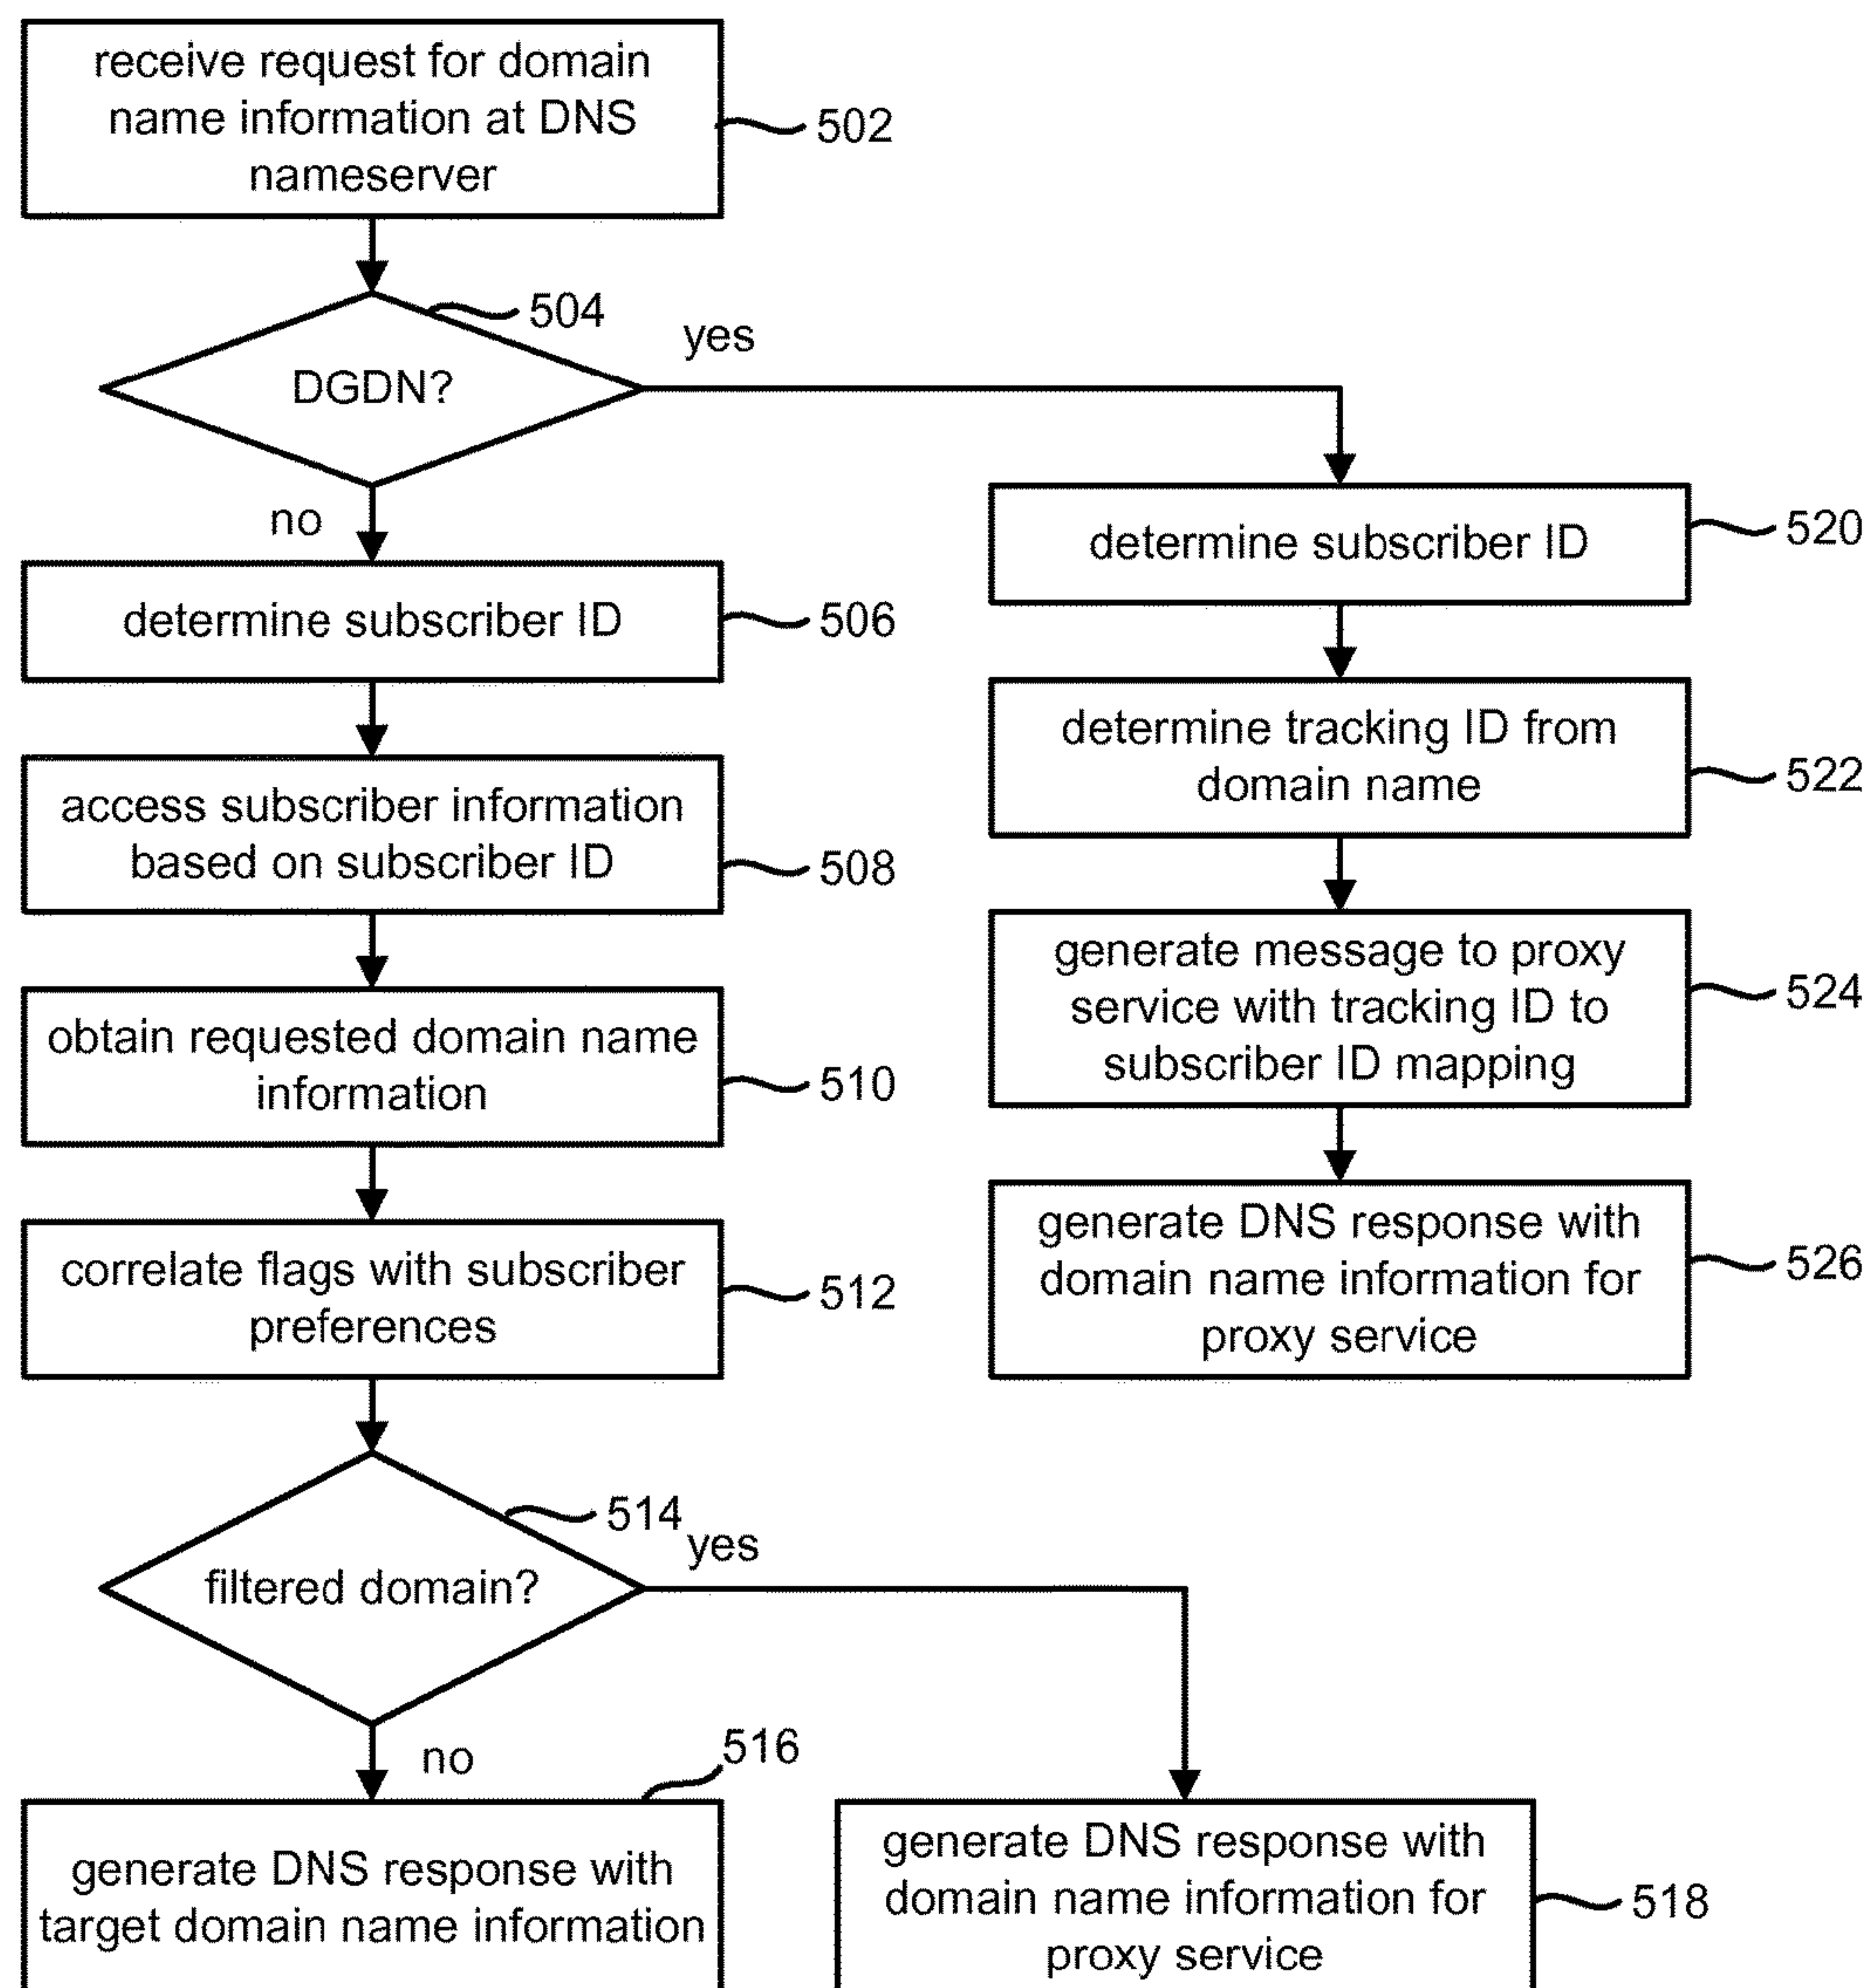 receive request for domain
name information at DNS
nameserver
502
504
DGDN?
yes
no
determine subscriber ID
506
access subscriber information
based on subscriber ID
508
obtain requested domain name
information
510
correlate flags with subscriber
preferences
512
514
filtered domain?
yes
no
516
generate DNS response with
target domain name information
generate DNS response with
domain name information for
proxy service
518
determine subscriber ID
520
determine tracking ID from
domain name
522
generate message to proxy
service with tracking ID to
subscriber ID mapping
524
generate DNS response with
domain name information for
proxy service
526